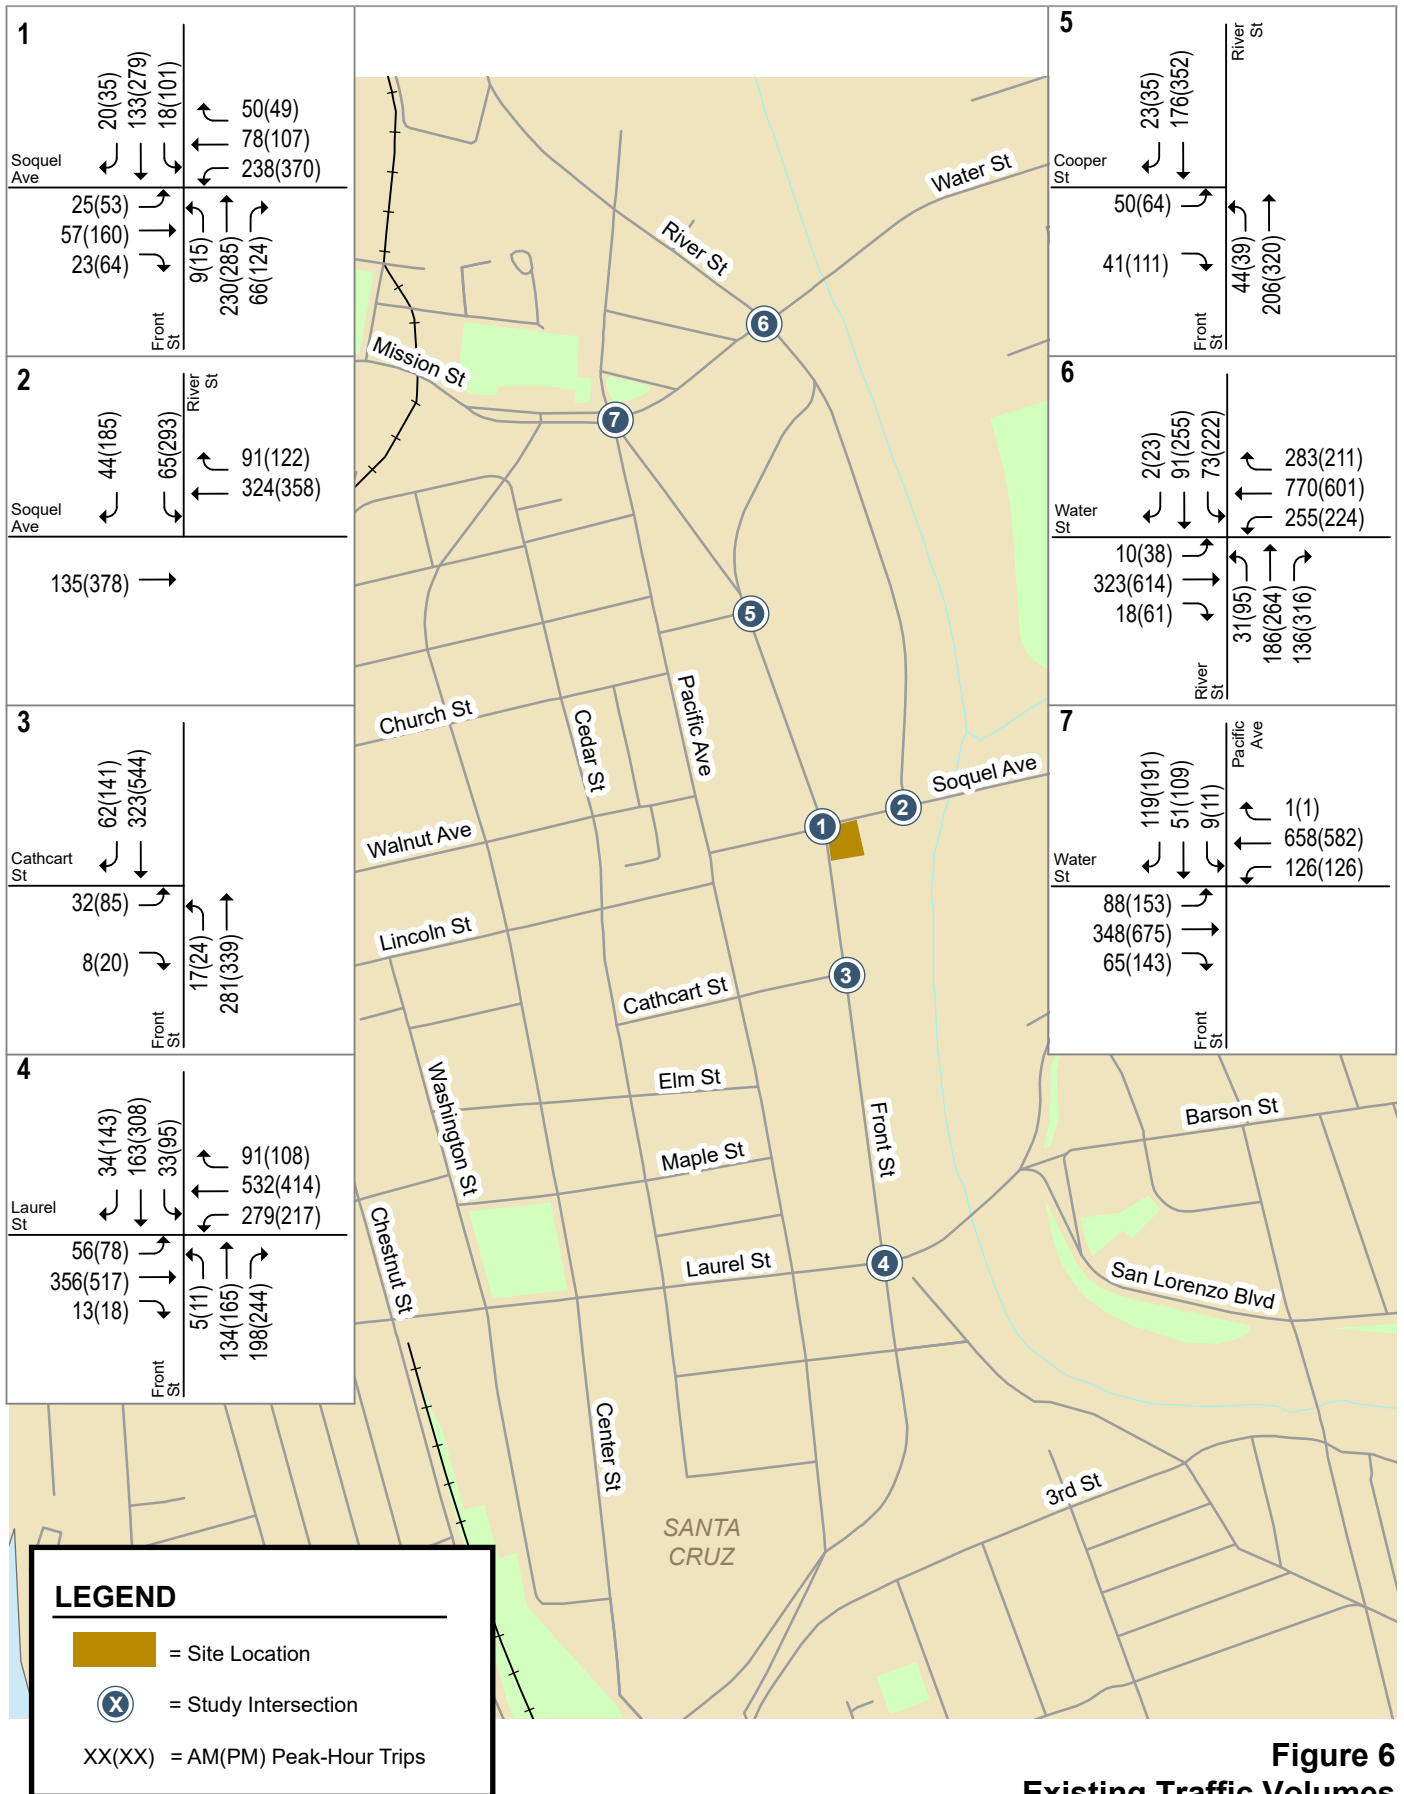 1
20(35)
133(279)
18(101)
50(49)
78(107)
238(370)
Soquel
Ave
25(53)
57(160)
23(64)
9(15)
230(285)
66(124)
Front
St
2
River
St
44(185)
65(293)
91(122)
324(358)
Soquel
Ave
135(378)
3
62(141)
323(544)
Cathcart
St
32(85)
8(20)
17(24)
281(339)
Front
St
4
34(143)
163(308)
33(95)
91(108)
532(414)
279(217)
Laurel
St
56(78)
356(517)
13(18)
5(11)
134(165)
198(244)
Front
St
5
River
St
23(35)
176(352)
Cooper
St
50(64)
41(111)
44(39)
206(320)
Front
St
6
2(23)
91(255)
73(222)
283(211)
770(601)
255(224)
Water
St
10(38)
323(614)
18(61)
31(95)
186(264)
136(316)
River
St
7
Pacific
Ave
119(191)
51(109)
9(11)
1(1)
658(582)
126(126)
Water
St
88(153)
348(675)
65(143)
Front
St
Water St
River St
6
Mission St
7
5
Church St
Cedar St
Pacific Ave
Soquel Ave
2
1
Walnut Ave
Lincoln St
3
Cathcart St
Washington St
Elm St
Front St
Barson St
Maple St
Chestnut St
Laurel St
4
San Lorenzo Blvd
Center St
3rd St
SANTA
CRUZ
LEGEND
= Site Location
X
= Study Intersection
XX(XX) = AM(PM) Peak-Hour Trips
Figure 6
Existing Traffic Volumes